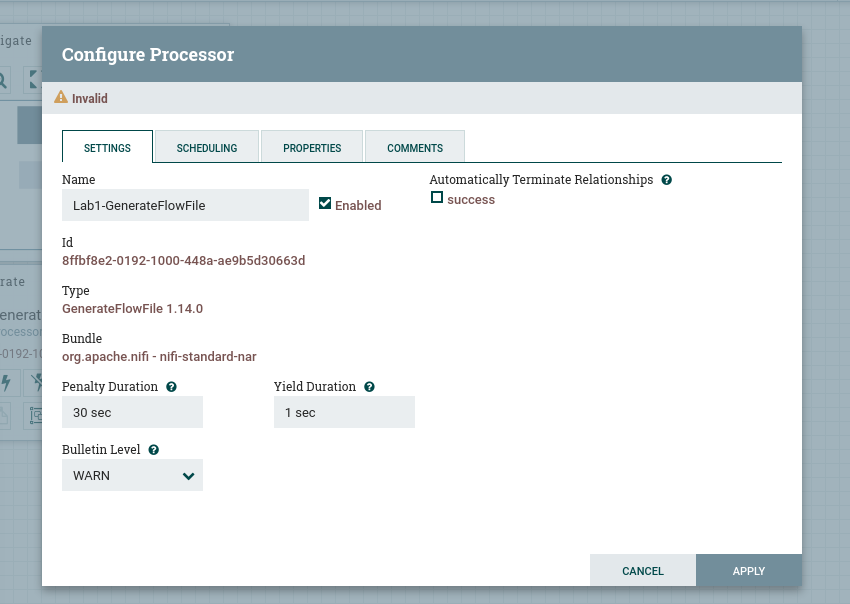 igate
Configure Processor
Invalid
SETTINGS
SCHEDULING
PROPERTIES
COMMENTS
Name
Automatically Terminate Relationships
Lab1-GenerateFlowFile
Enabled
success
Id
8ffbf8e2-0192-1000-448a-ae9b5d30663d
rate
Type
enerat
GenerateFlowFile 1.14.0
ocessor
Bundle
-0192-10
org.apache.nifi - nifi-standard-nar
Penalty Duration
Yield Duration
30 sec
1 sec
Bulletin Level
WARN
CANCEL
APPLY